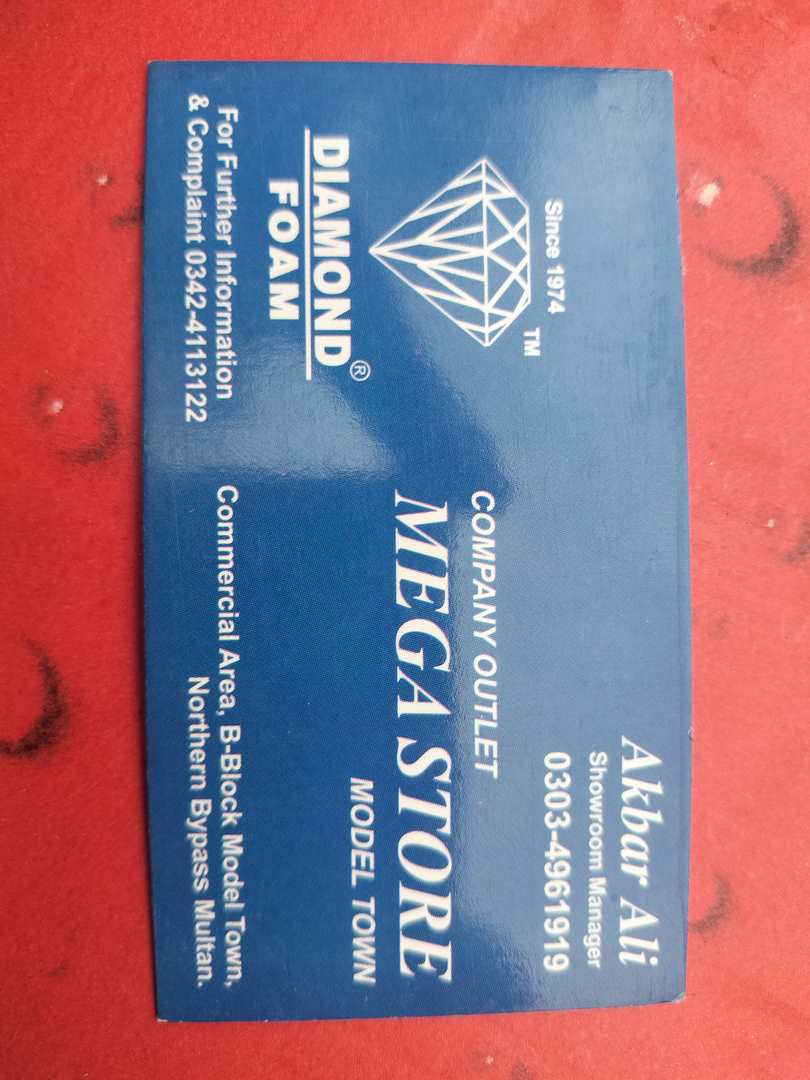 Akbar Ali
Showroom Manager
0303-4961919
Since 1974
TM
DIAMOND®
FOAM
COMPANY OUTLET
MEGA STORE
MODEL TOWN
For Further Information
& Complaint 0342-4113122
Commercial Area, B-Block Model Town,
Northern Bypass Multan.